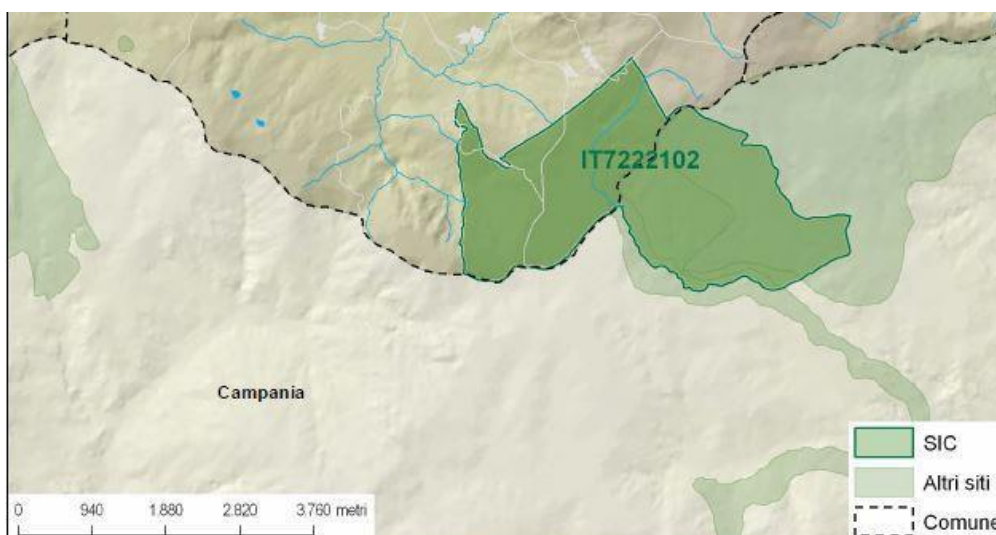 IT7222102
Campania
SIC
Altri siti
Comune
0 940 1.880 2.820 3.760 metri